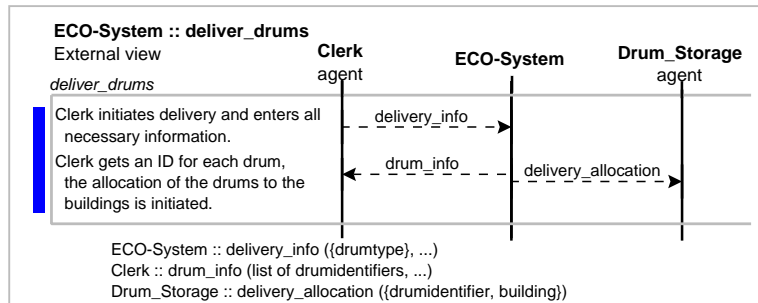 ECO-System :: deliver_drums
External view
Clerk
agent
ECO-System
Drum_Storage
agent
deliver_drums
Clerk initiates delivery and enters all
necessary information.
delivery_info
Clerk gets an ID for each drum,
the allocation of the drums to the
buildings is initiated.
drum_info
delivery_allocation
ECO-System :: delivery_info ({drumtype}, ...)
Clerk :: drum_info (list of drumidentifiers, ...)
Drum_Storage :: delivery_allocation ({drumidentifier, building})